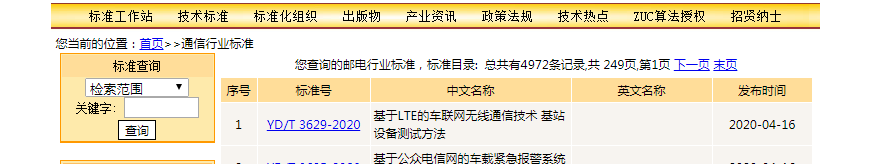 标准工作站 技术标准 标准化组织 出版物 产业资讯 政策法规 技术热点 ZUC算法授权 招贤纳士
您当前的位置：首页>>通信行业标准
标准查询
检索范围
关键字:
查询
您查询的邮电行业标准，标准目录: 总共有4972条记录,共 249页,第1页 下一页 末页
序号 标准号 中文名称 英文名称 发布时间
1 YD/T 3629-2020 基于LTE的车联网无线通信技术 基站 2020-04-16
设备测试方法
基于公众电信网的车载紧急报警系统